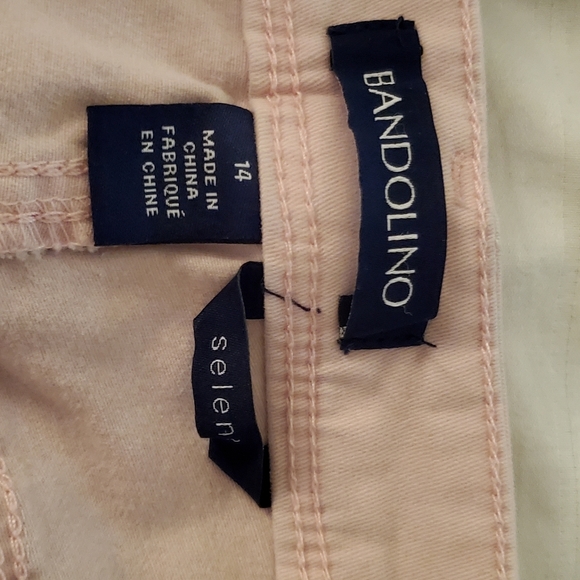 BANDOLINO
14
MADE IN
CHINA
FABRIQUÉ
EN CHINE
selen